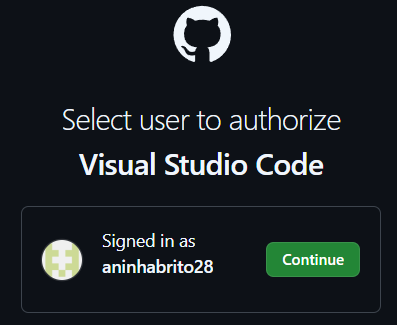 Select user to authorize
Visual Studio Code
Signed in as
aninhabrito28
Continue